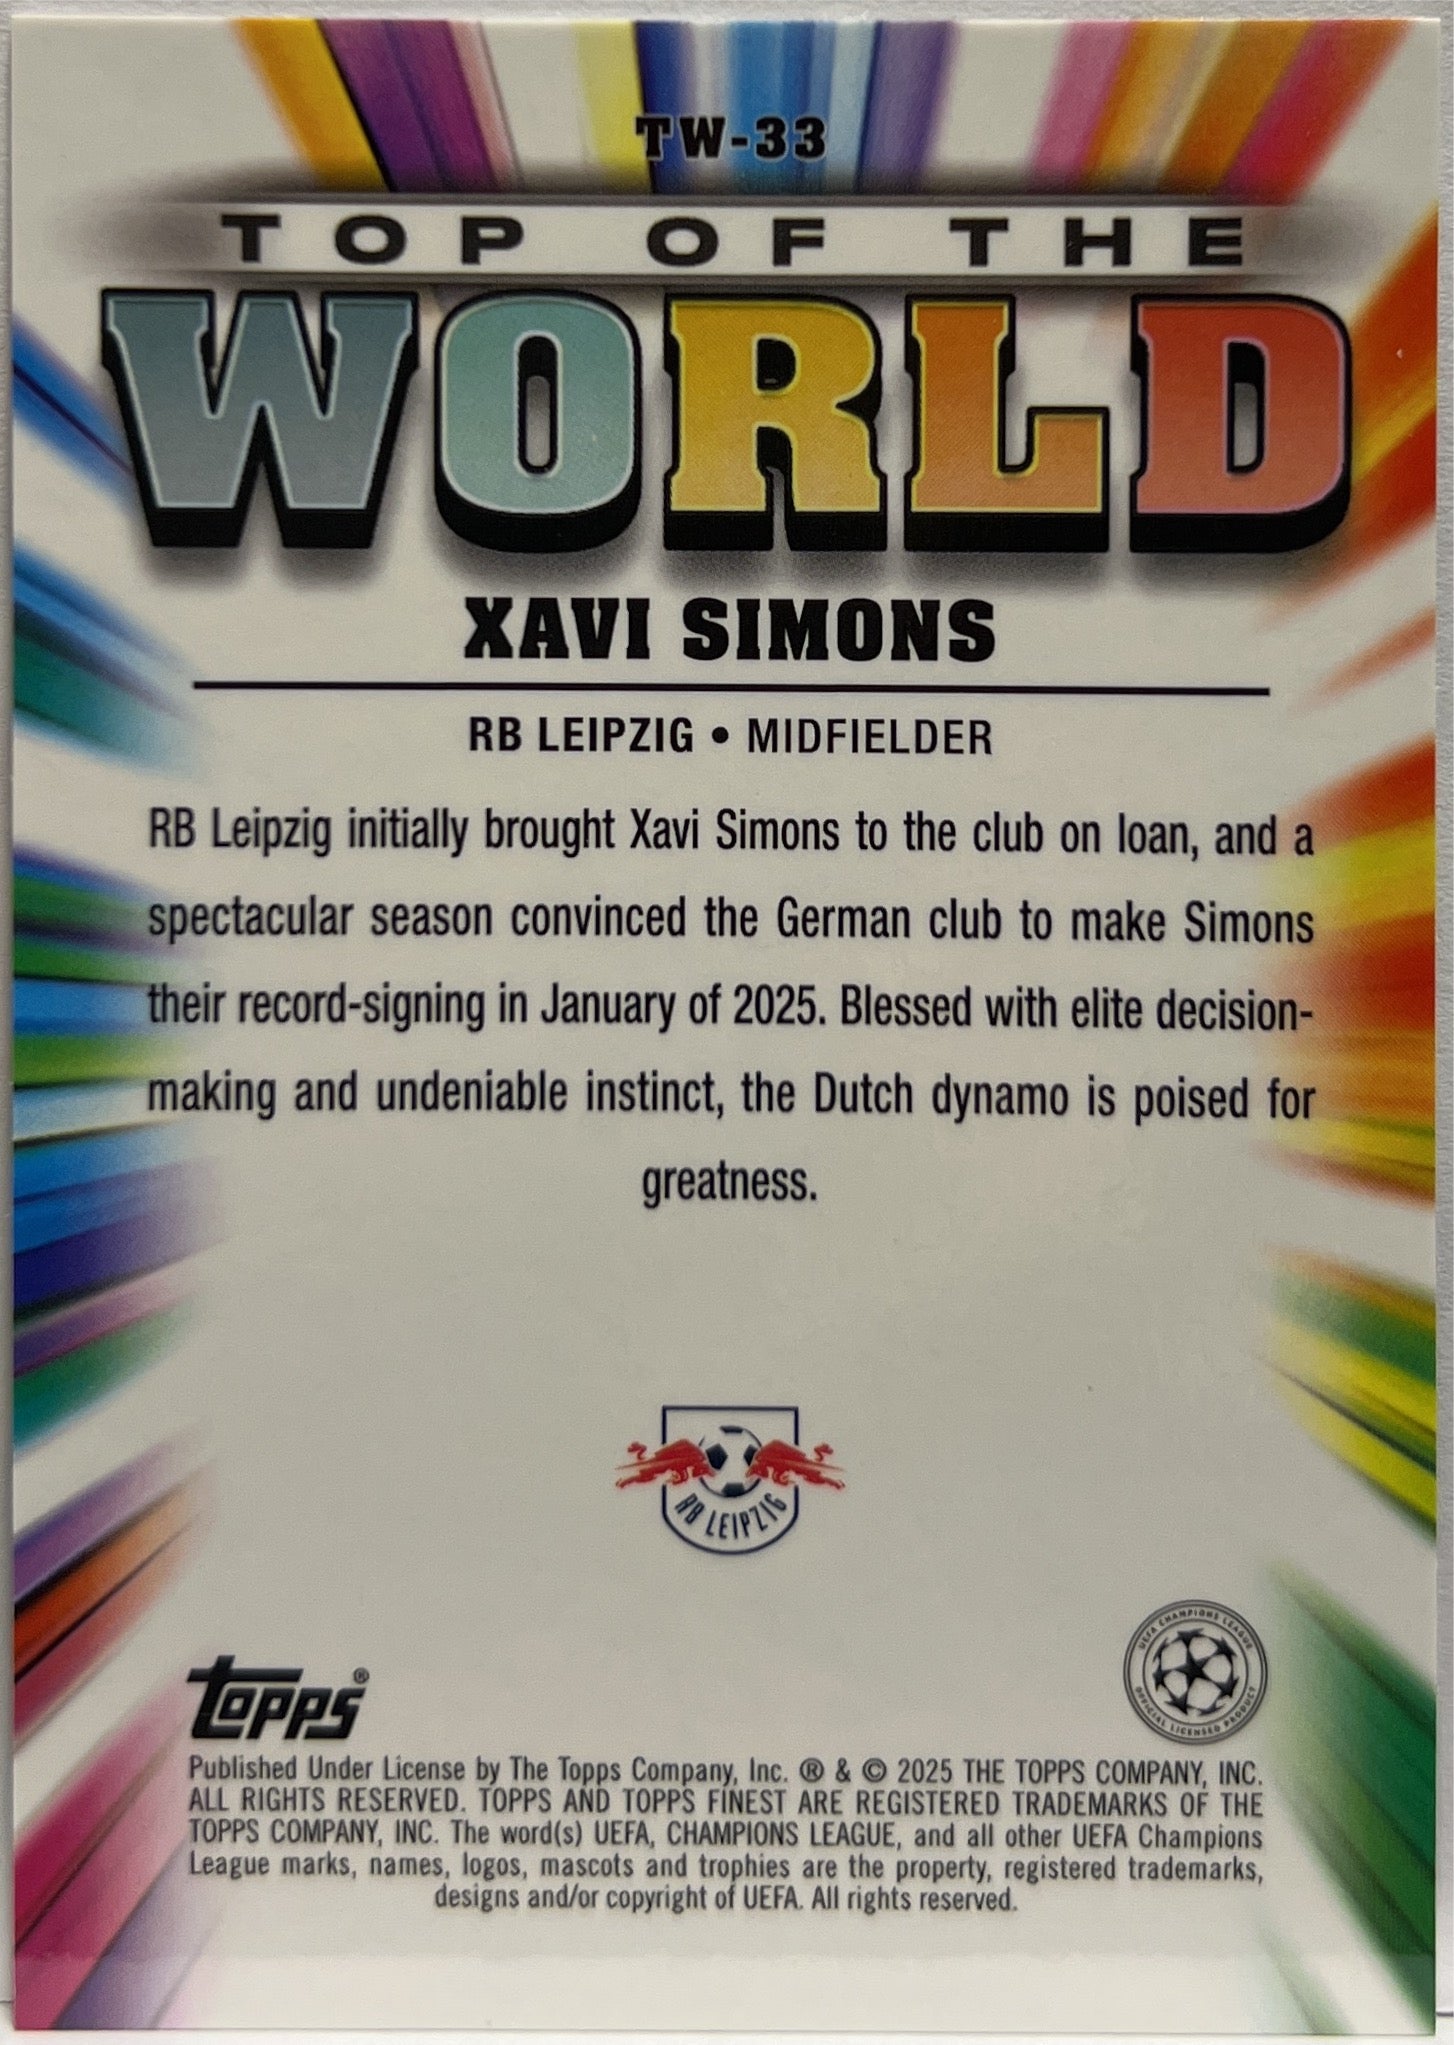 TW-33
TOP OF THE
WORLD
XAVI SIMONS
RB LEIPZIG • MIDFIELDER
RB Leipzig initially brought Xavi Simons to the club on loan, and a
spectacular season convinced the German club to make Simons
their record-signing in January of 2025. Blessed with elite decision-
making and undeniable instinct, the Dutch dynamo is poised for
greatness.
RB LEIPZIG
UEFA CHAMPIONS LEAGUE
OFFICIAL LICENSED PRODUCT
topps®
Published Under License by The Topps Company, Inc. ® & © 2025 THE TOPPS COMPANY, INC.
ALL RIGHTS RESERVED. TOPPS AND TOPPS FINEST ARE REGISTERED TRADEMARKS OF THE
TOPPS COMPANY, INC. The word(s) UEFA, CHAMPIONS LEAGUE, and all other UEFA Champions
League marks, names, logos, mascots and trophies are the property, registered trademarks,
designs and/or copyright of UEFA. All rights reserved.